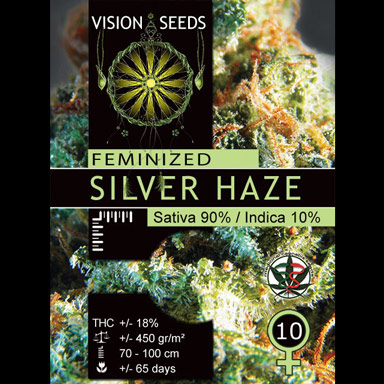 VISION SEEDS
FEMINIZED
SILVER HAZE
Sativa 90% / Indica 10%
THC +/- 18%
+/- 450 gr/m²
70 - 100 cm
+/- 65 days
10